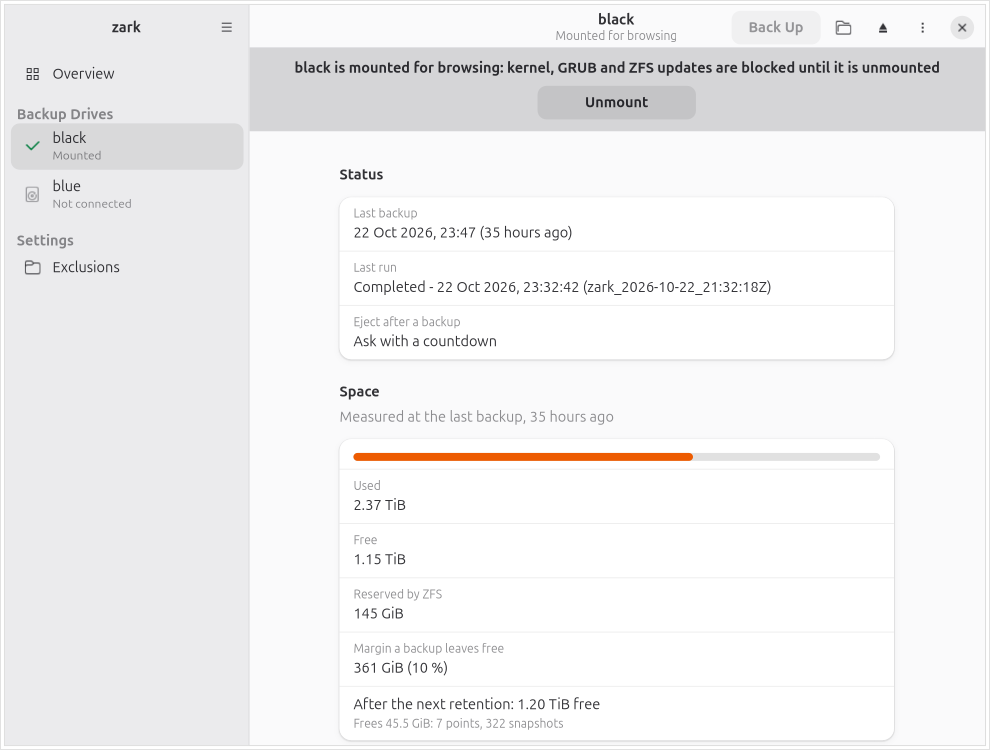 zark
Overview
Backup Drives
black
Mounted
blue
Not connected
Settings
Exclusions
black
Mounted for browsing
Back Up
black is mounted for browsing: kernel, GRUB and ZFS updates are blocked until it is unmounted
Unmount
Status
Last backup
22 Oct 2026, 23:47 (35 hours ago)
Last run
Completed - 22 Oct 2026, 23:32:42 (zark_2026-10-22_21:32:18Z)
Eject after a backup
Ask with a countdown
Space
Measured at the last backup, 35 hours ago
Used
2.37 TiB
Free
1.15 TiB
Reserved by ZFS
145 GiB
Margin a backup leaves free
361 GiB (10 %)
After the next retention: 1.20 TiB free
Frees 45.5 GiB: 7 points, 322 snapshots